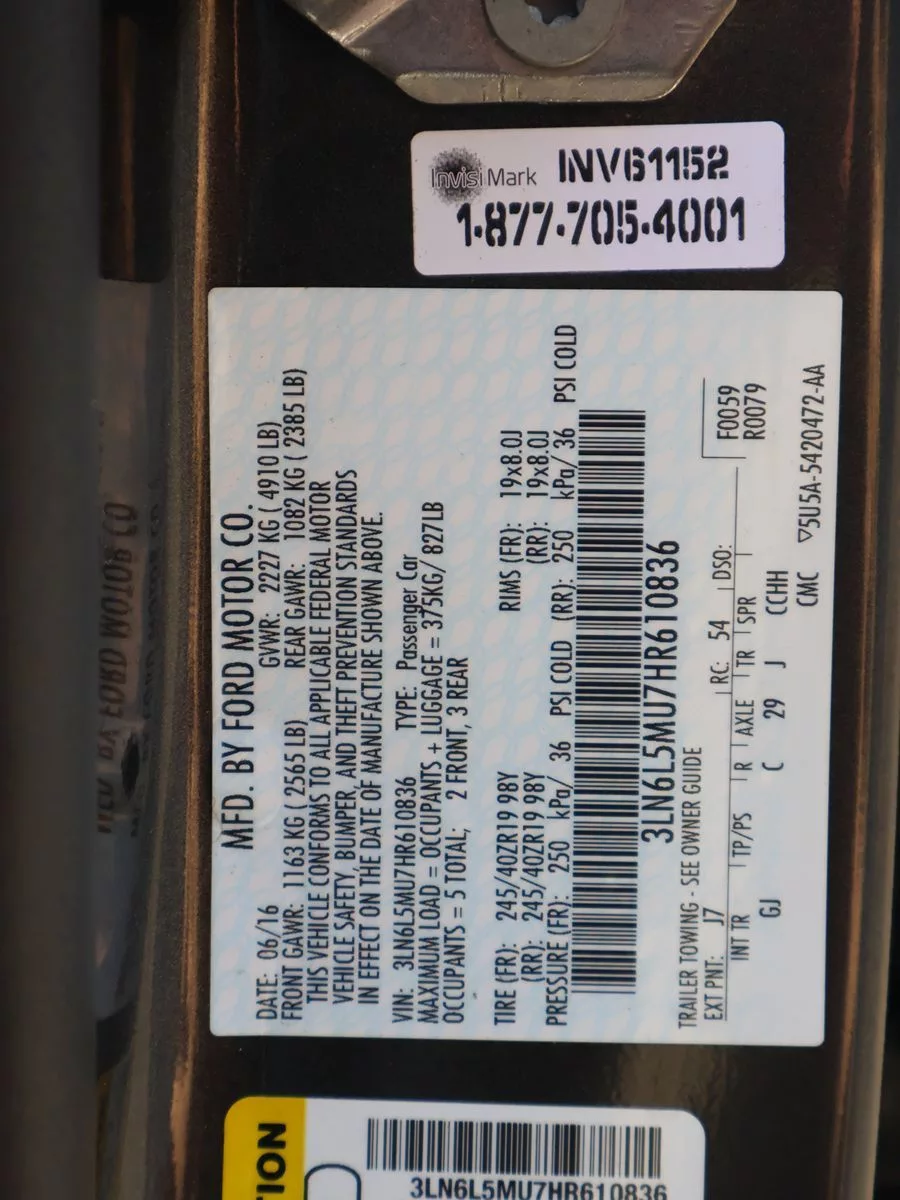 InvisiMark INV61152
1-877-705-4001
MFD. BY FORD MOTOR CO.
DATE: 06/16 GVWR: 2227 KG ( 4910 LB)
FRONT GAWR: 1163 KG ( 2565 LB) REAR GAWR: 1082 KG ( 2385 LB)
THIS VEHICLE CONFORMS TO ALL APPLICABLE FEDERAL MOTOR
VEHICLE SAFETY, BUMPER, AND THEFT PREVENTION STANDARDS
IN EFFECT ON THE DATE OF MANUFACTURE SHOWN ABOVE.
VIN: 3LN6L5MU7HR610836 TYPE: Passenger Car
MAXIMUM LOAD = OCCUPANTS + LUGGAGE = 375KG/ 827LB
OCCUPANTS = 5 TOTAL; 2 FRONT, 3 REAR
TIRE (FR): 245/40ZR19 98Y RIMS (FR): 19x8.0J
(RR): 245/40ZR19 98Y (RR): 19x8.0J
PRESSURE (FR): 250 kPa/ 36 PSI COLD (RR): 250 kPa/ 36 PSI COLD
3LN6L5MU7HR610836
TRAILER TOWING - SEE OWNER GUIDE
F0059
EXT PNT: J7 RC: 54 DSO: R0079
INT TR TP/PS R AXLE TR SPR
GJ C 29 J CCHH
CMC ▽5U5A-5420472-AA
TION
3LN6L5MU7HR610836